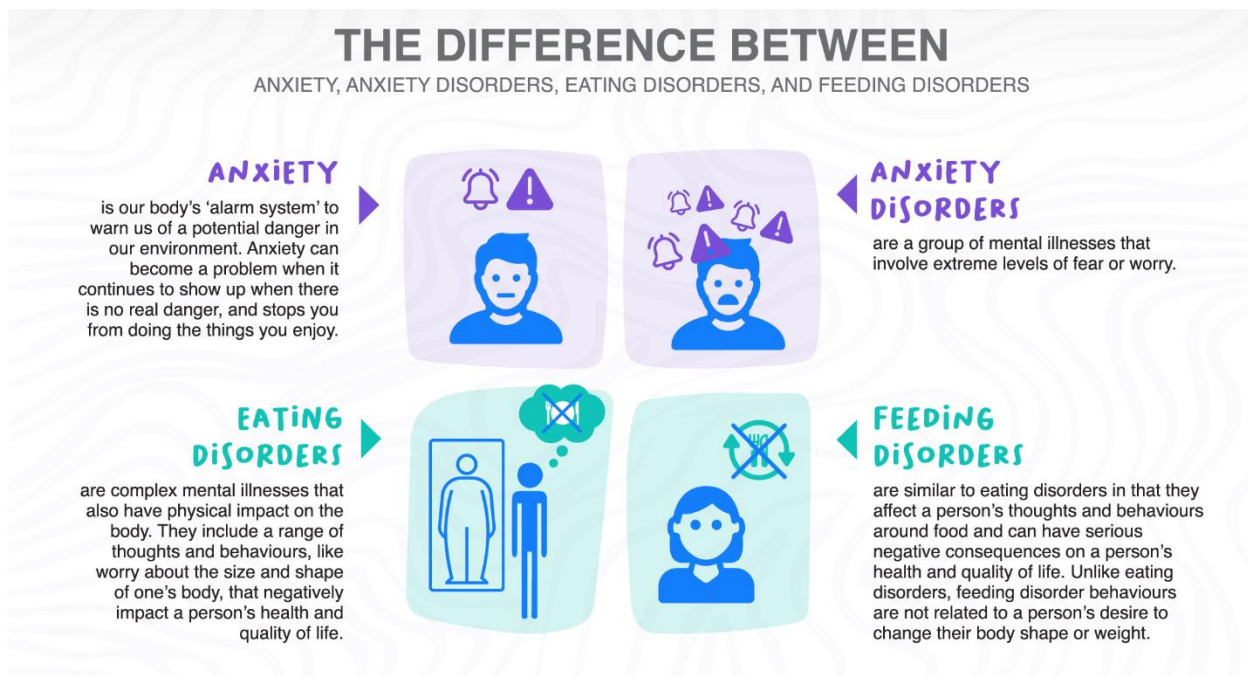 THE DIFFERENCE BETWEEN
ANXIETY, ANXIETY DISORDERS, EATING DISORDERS, AND FEEDING DISORDERS
ANXiETY
is our body's ‘alarm system’ to
warn us of a potential danger in
our environment. Anxiety can
become a problem when it
continues to show up when there
is no real danger, and stops you
from doing the things you enjoy.
ANXiETY
DiSORDERS
are a group of mental illnesses that
involve extreme levels of fear or worry.
EATiNG
DiSORDERS
are complex mental illnesses that
also have physical impact on the
body. They include a range of
thoughts and behaviours, like
worry about the size and shape
of one's body, that negatively
impact a person's health and
quality of life.
FEEDiNG
DiSORDERS
are similar to eating disorders in that they
affect a person's thoughts and behaviours
around food and can have serious
negative consequences on a person's
health and quality of life. Unlike eating
disorders, feeding disorder behaviours
are not related to a person's desire to
change their body shape or weight.